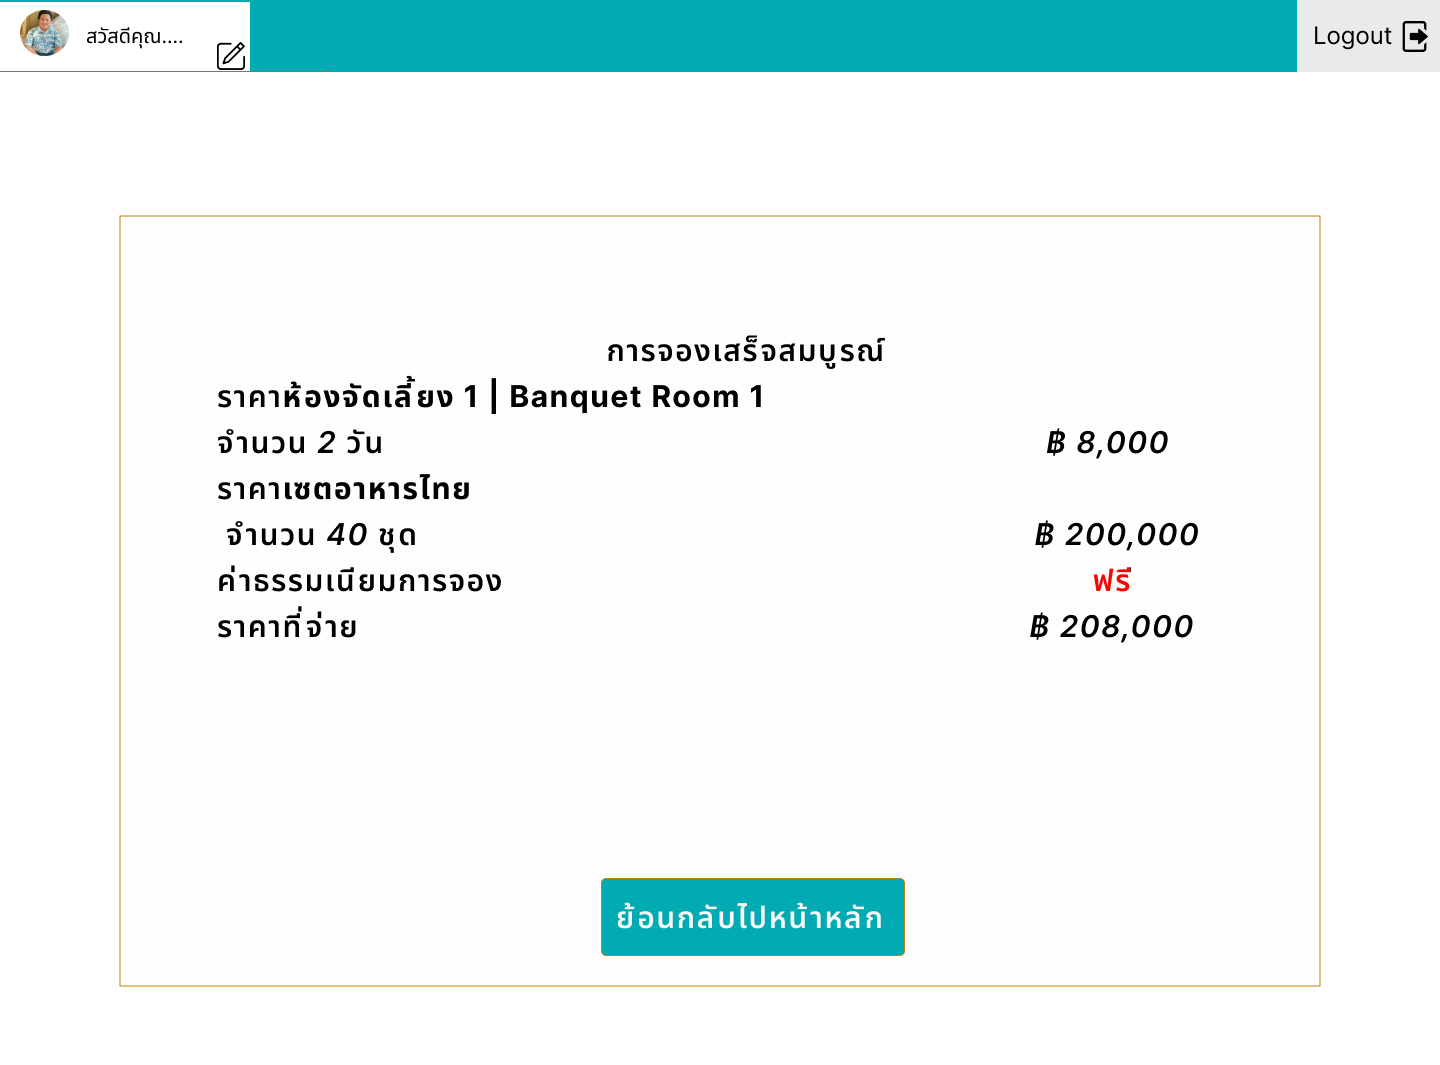 สวัสดีคุณ....
Logout
การจองเสร็จสมบูรณ์
ราคาห้องจัดเลี้ยง 1 | Banquet Room 1
จำนวน 2 วัน ฿ 8,000
ราคาเซตอาหารไทย
จำนวน 40 ชุด ฿ 200,000
ค่าธรรมเนียมการจอง ฟรี
ราคาที่จ่าย ฿ 208,000
ย้อนกลับไปหน้าหลัก